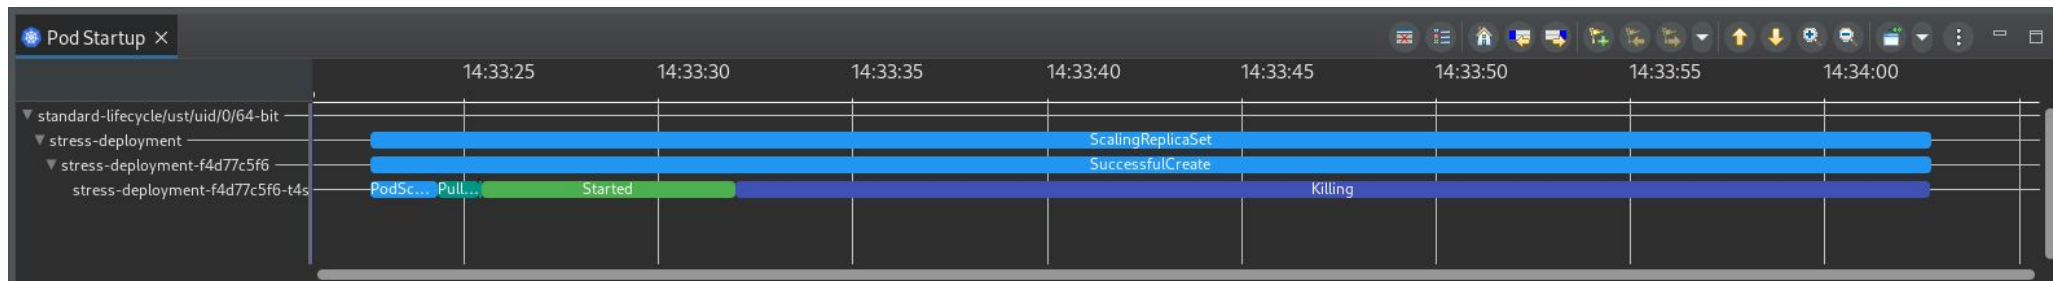 Pod Startup
14:33:25 14:33:30 14:33:35 14:33:40 14:33:45 14:33:50 14:33:55 14:34:00
standard-lifecycle/ust/uid/0/64-bit
stress-deployment ScalingReplicaSet
stress-deployment-f4d77c5f6 SuccessfulCreate
stress-deployment-f4d77c5f6-t4s PodSc... Pull... Started Killing